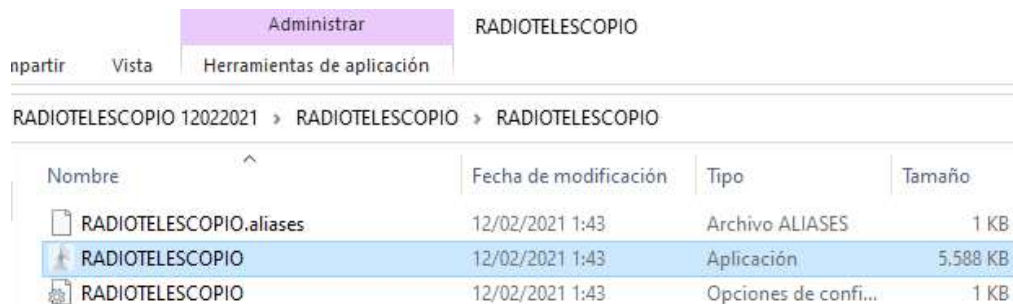 Administrar
RADIOTELESCOPIO
mpartir Vista Herramientas de aplicación
RADIOTELESCOPIO 12022021 > RADIOTELESCOPIO > RADIOTELESCOPIO
Nombre Fecha de modificación Tipo Tamaño
RADIOTELESCOPIO.aliases 12/02/2021 1:43 Archivo ALIASES 1 KB
RADIOTELESCOPIO 12/02/2021 1:43 Aplicación 5.588 KB
RADIOTELESCOPIO 12/02/2021 1:43 Opciones de confi... 1 KB